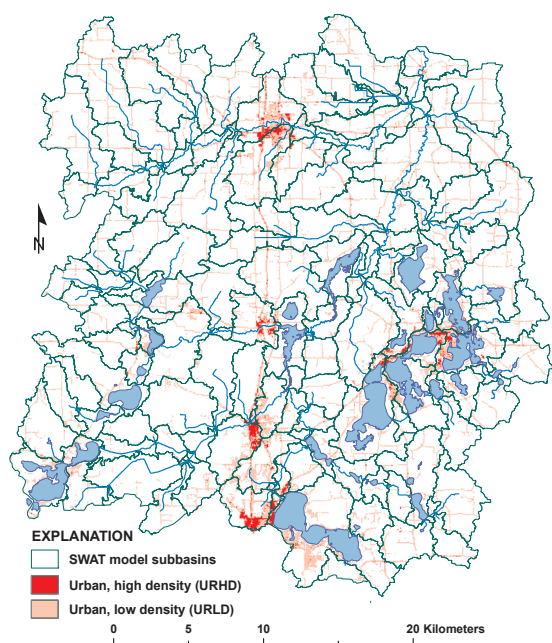 N
EXPLANATION
SWAT model subbasins
Urban, high density (URHD)
Urban, low density (URLD)
0 5 10 20 Kilometers